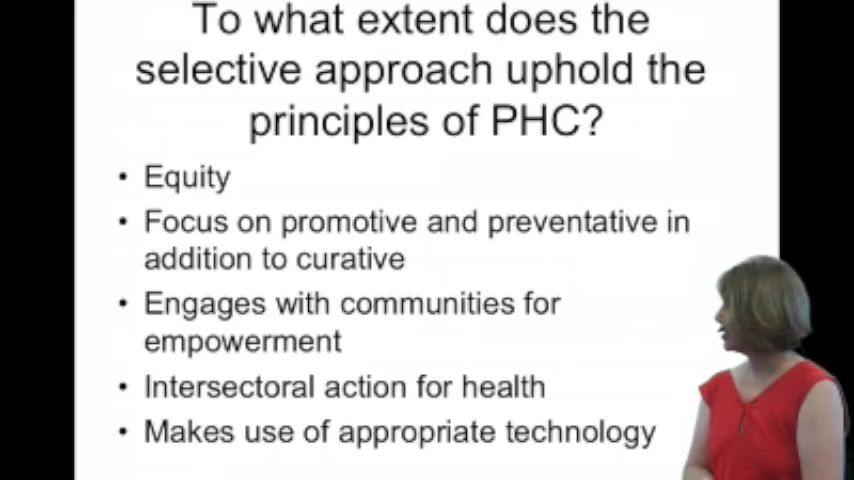 To what extent does the
selective approach uphold the
principles of PHC?
• Equity
• Focus on promotive and preventative in
addition to curative
• Engages with communities for
empowerment
• Intersectoral action for health
• Makes use of appropriate technology